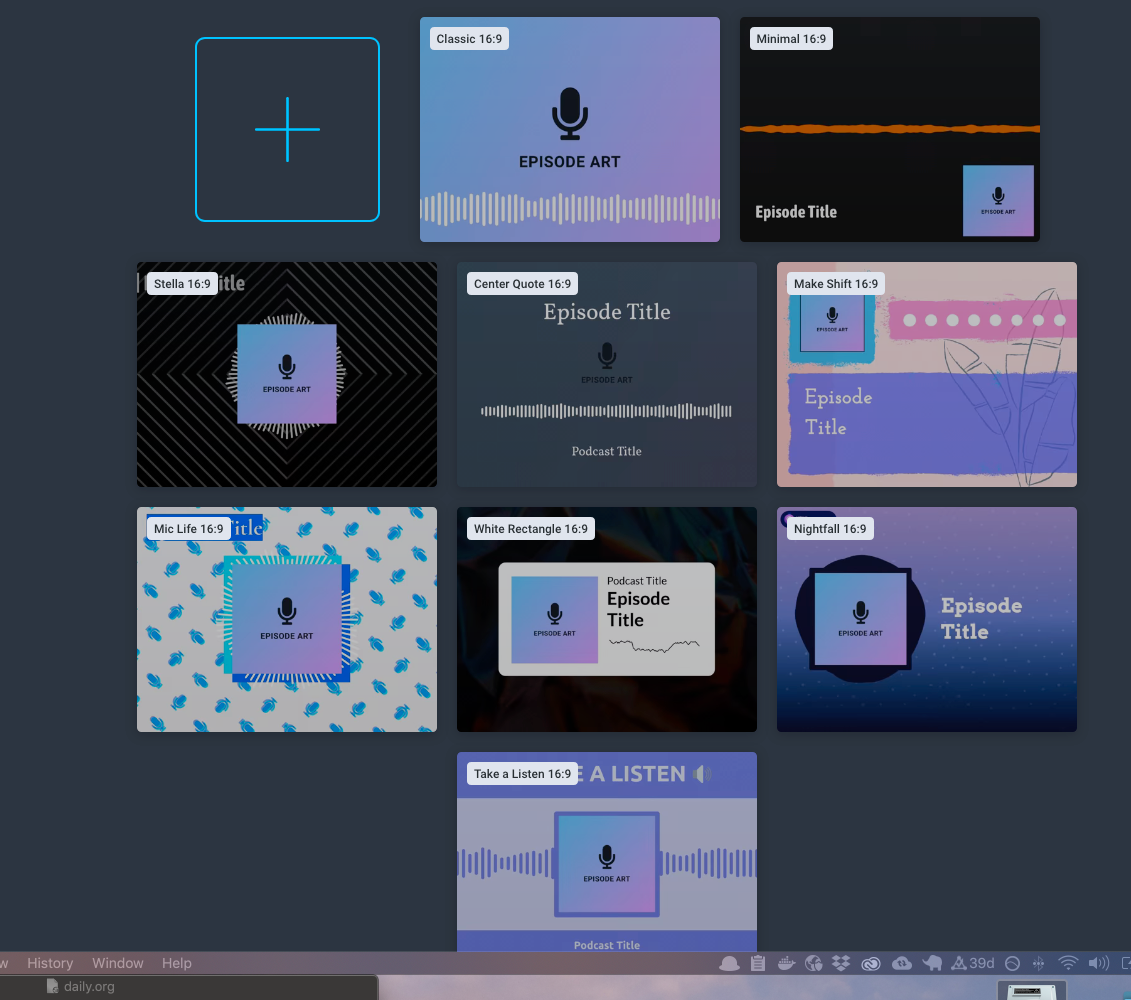 Classic 16:9
EPISODE ART
Minimal 16:9
Episode Title
EPISODE ART
Stella 16:9
itle
EPISODE ART
Center Quote 16:9
Episode Title
EPISODE ART
Podcast Title
Make Shift 16:9
EPISODE ART
Episode
Title
Mic Life 16:9
Title
EPISODE ART
White Rectangle 16:9
Podcast Title
Episode
Title
EPISODE ART
Nightfall 16:9
EPISODE ART
Episode
Title
Take a Listen 16:9
E A LISTEN
EPISODE ART
Podcast Title
w History Window Help
39d
daily.org